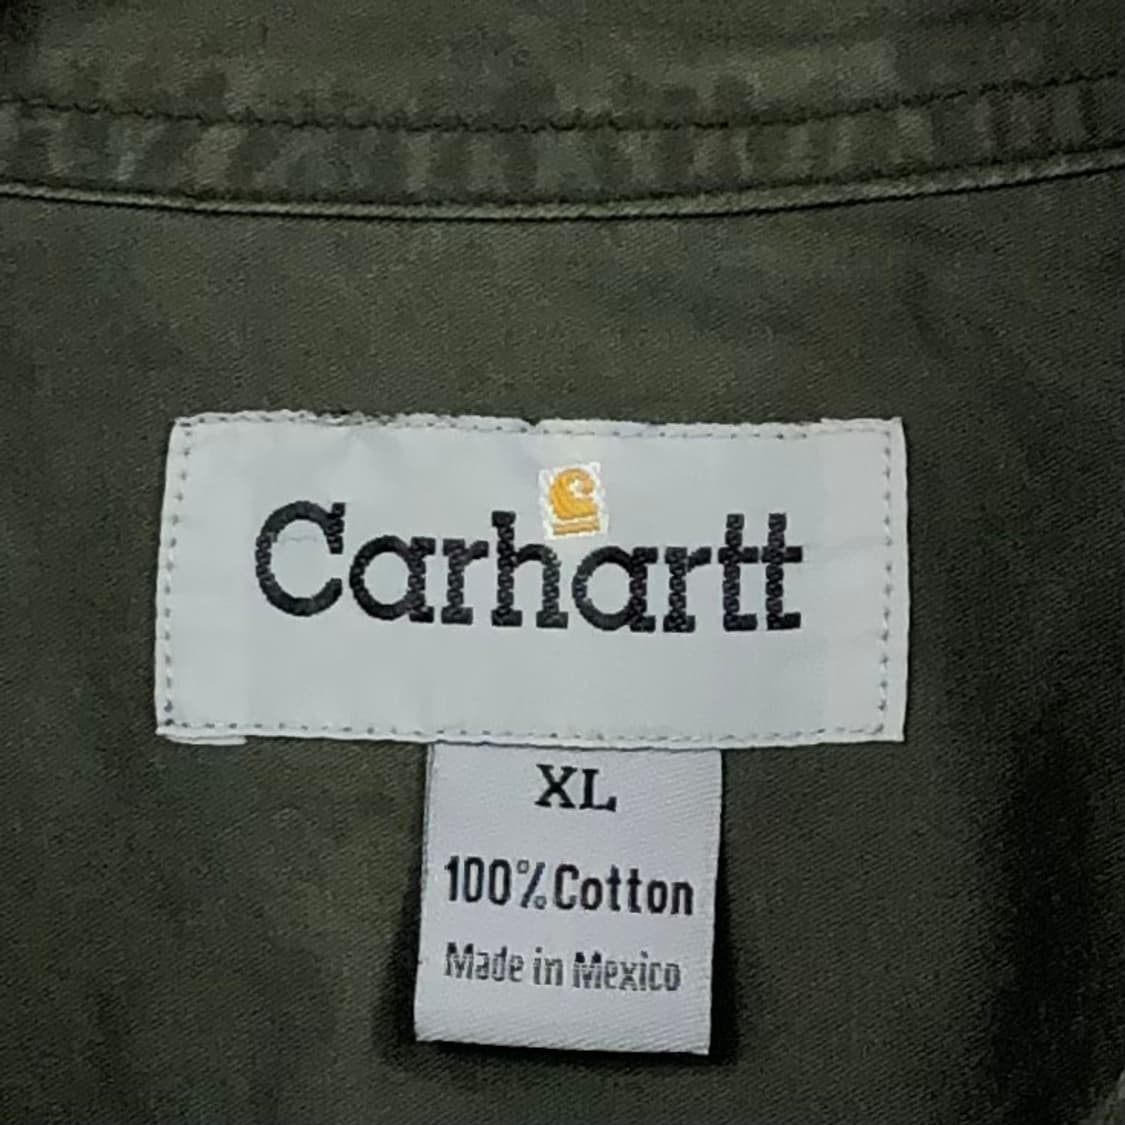 Carhartt
XL
100% Cotton
Made in Mexico